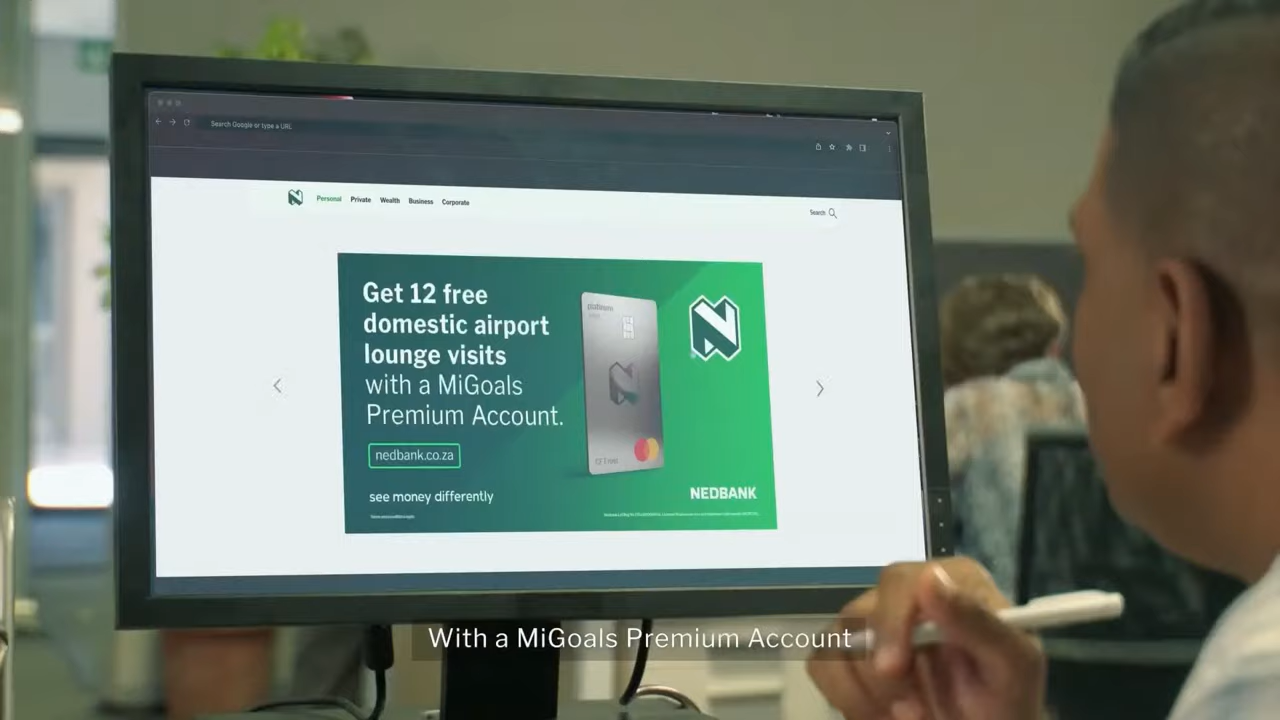 Search Google or type a URL
Personal Private Wealth Business Corporate
Search
Get 12 free
domestic airport
lounge visits
with a MiGoals
Premium Account.
nedbank.co.za
see money differently
platinum
NEDBANK
With a MiGoals Premium Account